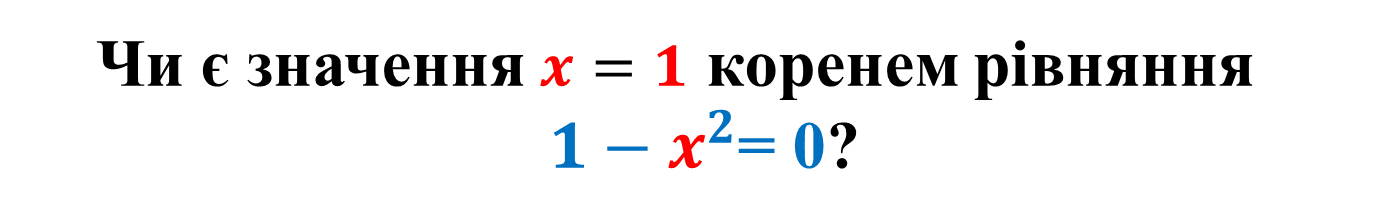 Чи є значення x = 1 коренем рівняння
1 − x²= 0?